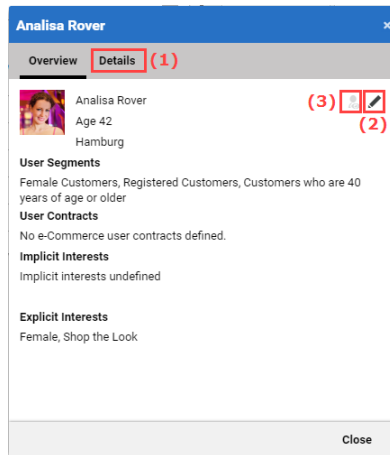 Analisa Rover ×
Overview Details (1)
Analisa Rover
(3)
Age 42
(2)
Hamburg
User Segments
Female Customers, Registered Customers, Customers who are 40
years of age or older
User Contracts
No e-Commerce user contracts defined.
Implicit Interests
Implicit interests undefined
Explicit Interests
Female, Shop the Look
Close